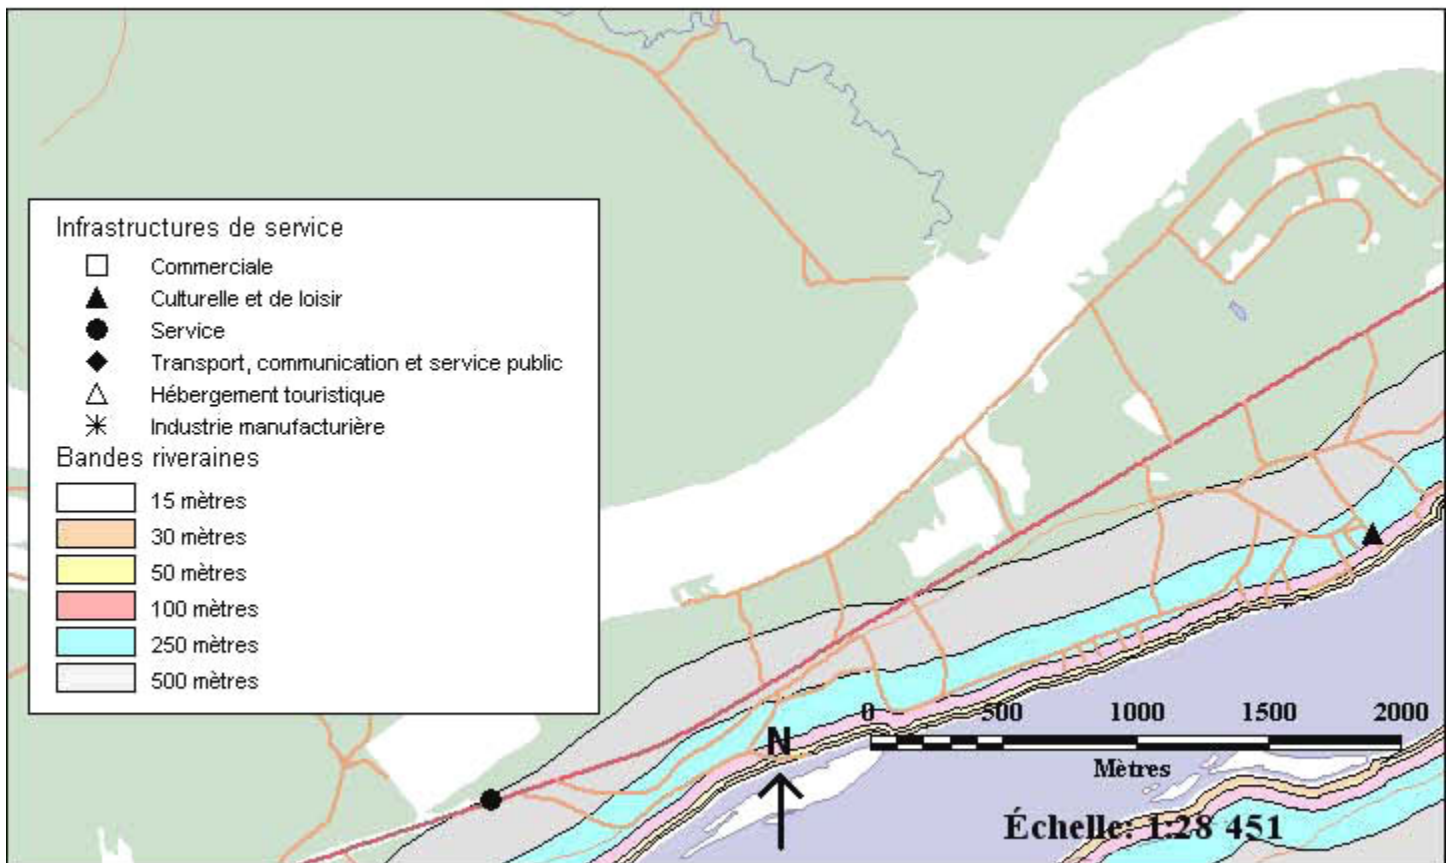 Infrastructures de service
Commerciale
Culturelle et de loisir
Service
Transport, communication et service public
Hébergement touristique
Industrie manufacturière
Bandes riveraines
15 mètres
30 mètres
50 mètres
100 mètres
250 mètres
500 mètres
N
0 500 1000 1500 2000
Mètres
Échelle: 1:28 451